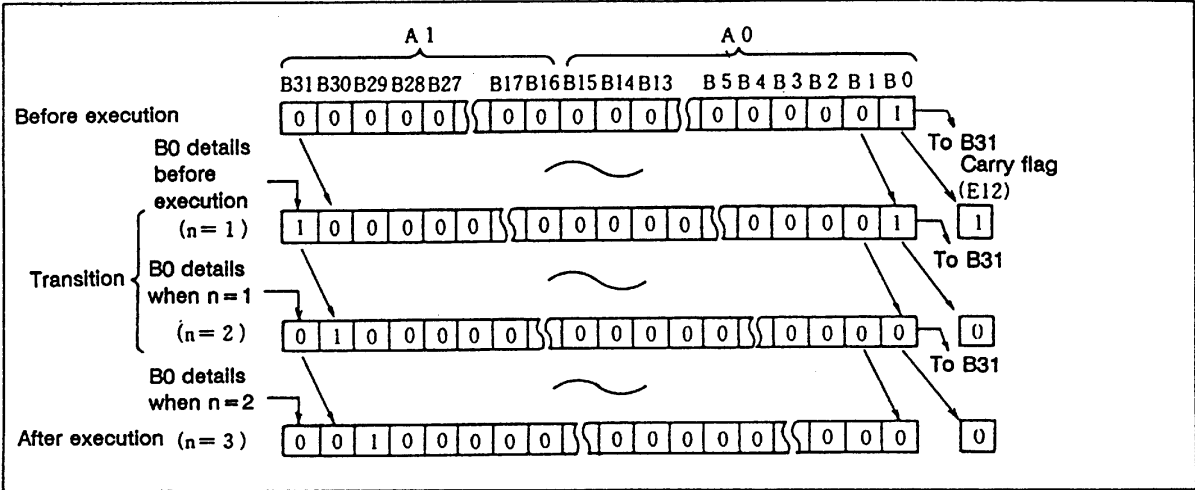 A 1 A 0
B31 B30 B29 B28 B27 B17 B16 B15 B14 B13 B 5 B 4 B 3 B 2 B 1 B 0
Before execution 0 0 0 0 0 0 0 0 0 0 0 0 0 0 0 1
To B31
B0 details
before
execution
Carry flag
(E12)
(n= 1) 1 0 0 0 0 0 0 0 0 0 0 0 0 0 0 1 1
To B31
Transition
B0 details
when n=1
(n= 2) 0 1 0 0 0 0 0 0 0 0 0 0 0 0 0 0 0
To B31
B0 details
when n=2
After execution (n= 3) 0 0 1 0 0 0 0 0 0 0 0 0 0 0 0 0